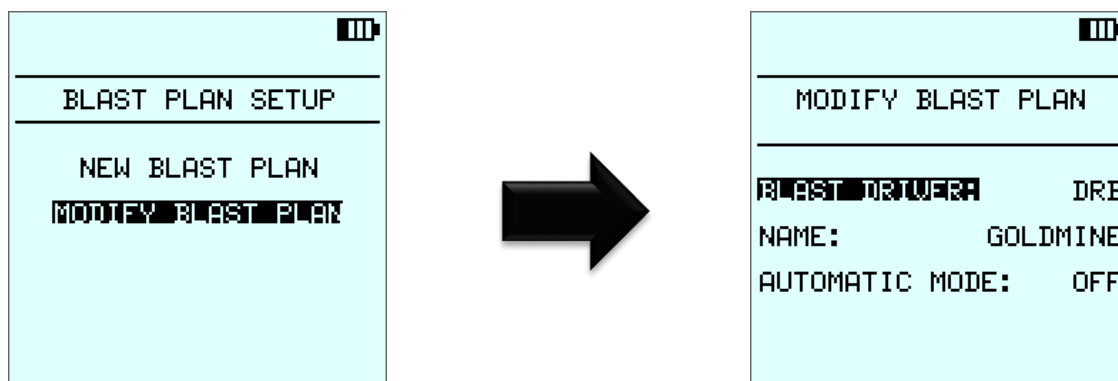 BLAST PLAN SETUP
NEW BLAST PLAN
MODIFY BLAST PLAN
MODIFY BLAST PLAN
BLAST DRIVER: DRB
NAME: GOLDMINE
AUTOMATIC MODE: OFF